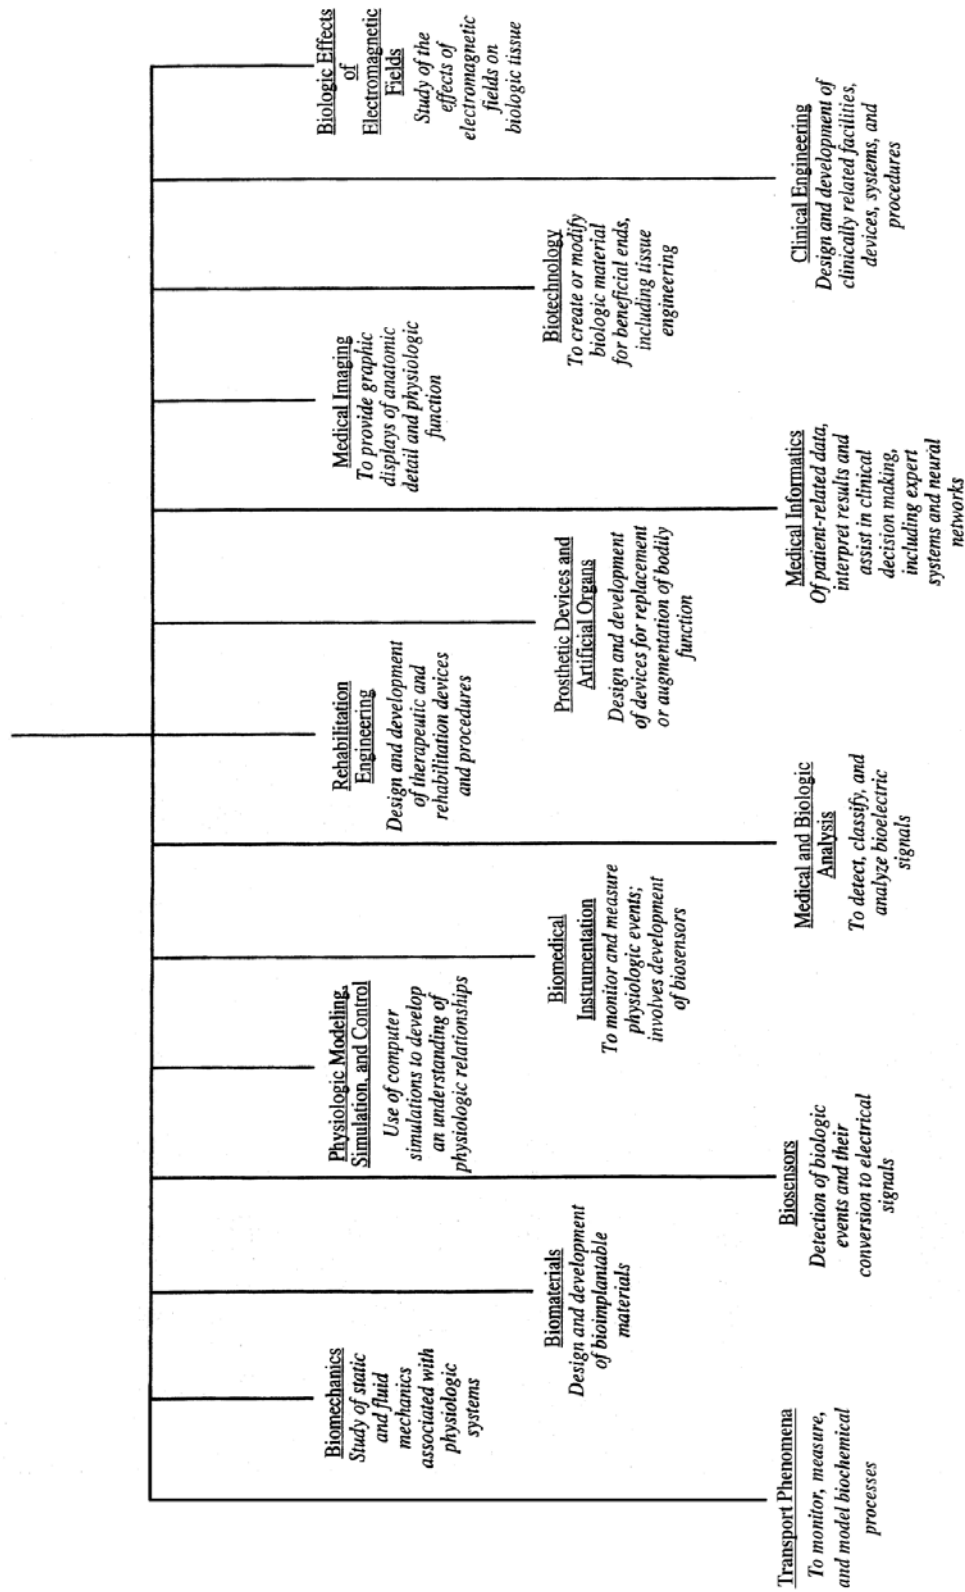 Biomechanics
Study of static
and fluid
mechanics
associated with
physiologic
systems
Physiologic Modeling,
Simulation, and Control
Use of computer
simulations to develop
an understanding of
physiologic relationships
Rehabilitation
Engineering
Design and development
of therapeutic and
rehabilitation devices
and procedures
Medical Imaging
To provide graphic
displays of anatomic
detail and physiologic
function
Biologic Effects
of
Electromagnetic
Fields
Study of the
effects of
electromagnetic
fields on
biologic tissue
Biomaterials
Design and development
of bioimplantable
materials
Biomedical
Instrumentation
To monitor and measure
physiologic events;
involves development
of biosensors
Prosthetic Devices and
Artificial Organs
Design and development
of devices for replacement
or augmentation of bodily
function
Biotechnology
To create or modify
biologic material
for beneficial ends,
including tissue
engineering
Transport Phenomena
To monitor, measure,
and model biochemical
processes
Biosensors
Detection of biologic
events and their
conversion to electrical
signals
Medical and Biologic
Analysis
To detect, classify, and
analyze bioelectric
signals
Medical Informatics
Of patient-related data,
interpret results and
assist in clinical
decision making,
including expert
systems and neural
networks
Clinical Engineering
Design and development of
clinically related facilities,
devices, systems, and
procedures